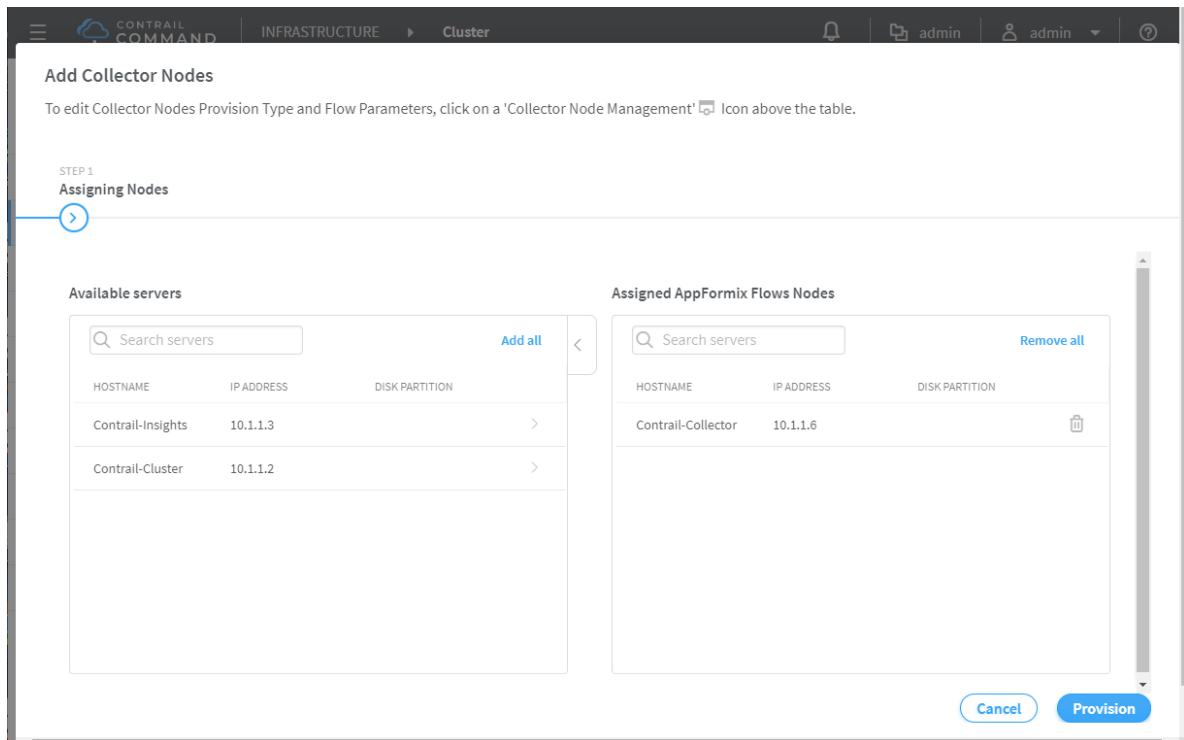 CONTRAIL
COMMAND
INFRASTRUCTURE
Cluster
admin
admin
Add Collector Nodes
To edit Collector Nodes Provision Type and Flow Parameters, click on a 'Collector Node Management' Icon above the table.
STEP 1
Assigning Nodes
Available servers
Search servers
Add all
HOSTNAME IP ADDRESS DISK PARTITION
Contrail-Insights 10.1.1.3
Contrail-Cluster 10.1.1.2
Assigned AppFormix Flows Nodes
Search servers
Remove all
HOSTNAME IP ADDRESS DISK PARTITION
Contrail-Collector 10.1.1.6
Cancel
Provision